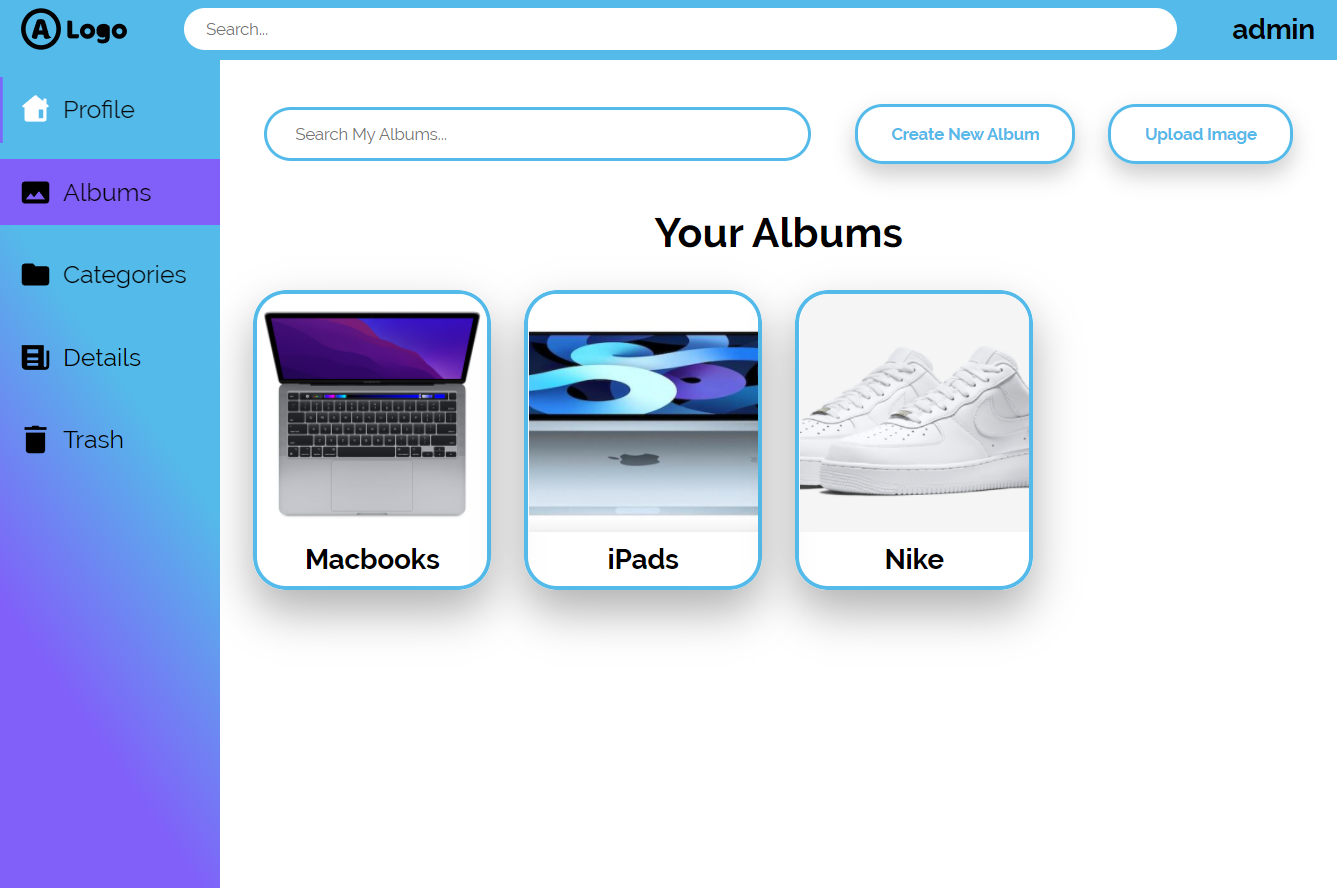 A Logo
Search...
admin
Profile
Albums
Categories
Details
Trash
Search My Albums...
Create New Album
Upload Image
Your Albums
Macbooks
iPads
Nike